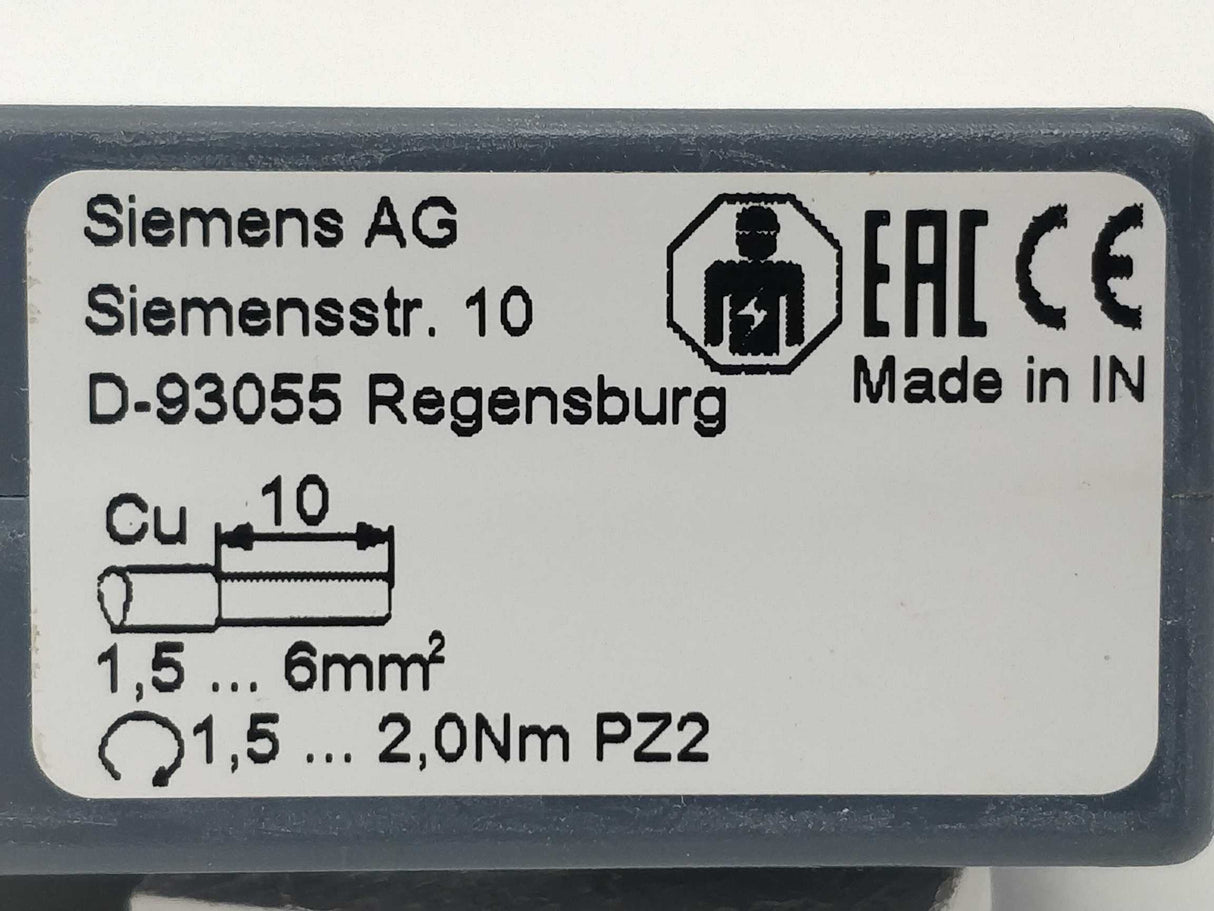 Siemens AG
Siemensstr. 10
D-93055 Regensburg
EAC CE
Made in IN
Cu 10
1,5 ... 6mm²
1,5 ... 2,0Nm PZ2